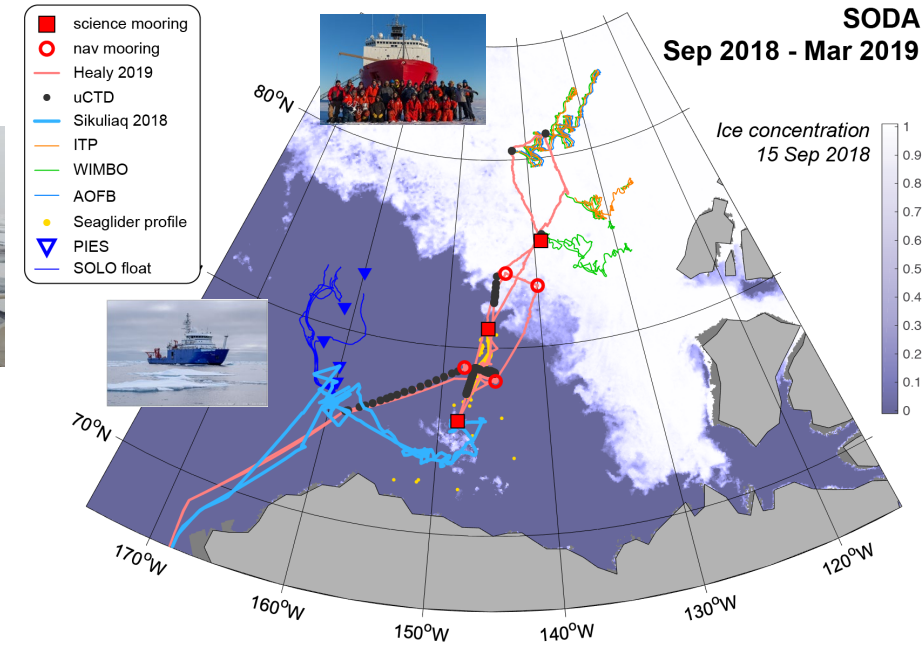 SODA
Sep 2018 - Mar 2019
science mooring
nav mooring
Healy 2019
uCTD
Sikuliaq 2018
ITP
WIMBO
AOFB
Seaglider profile
PIES
SOLO float
Ice concentration
15 Sep 2018
1
0.9
0.8
0.7
0.6
0.5
0.4
0.3
0.2
0.1
0
80°N
70°N
170°W
160°W
150°W
140°W
130°W
120°W